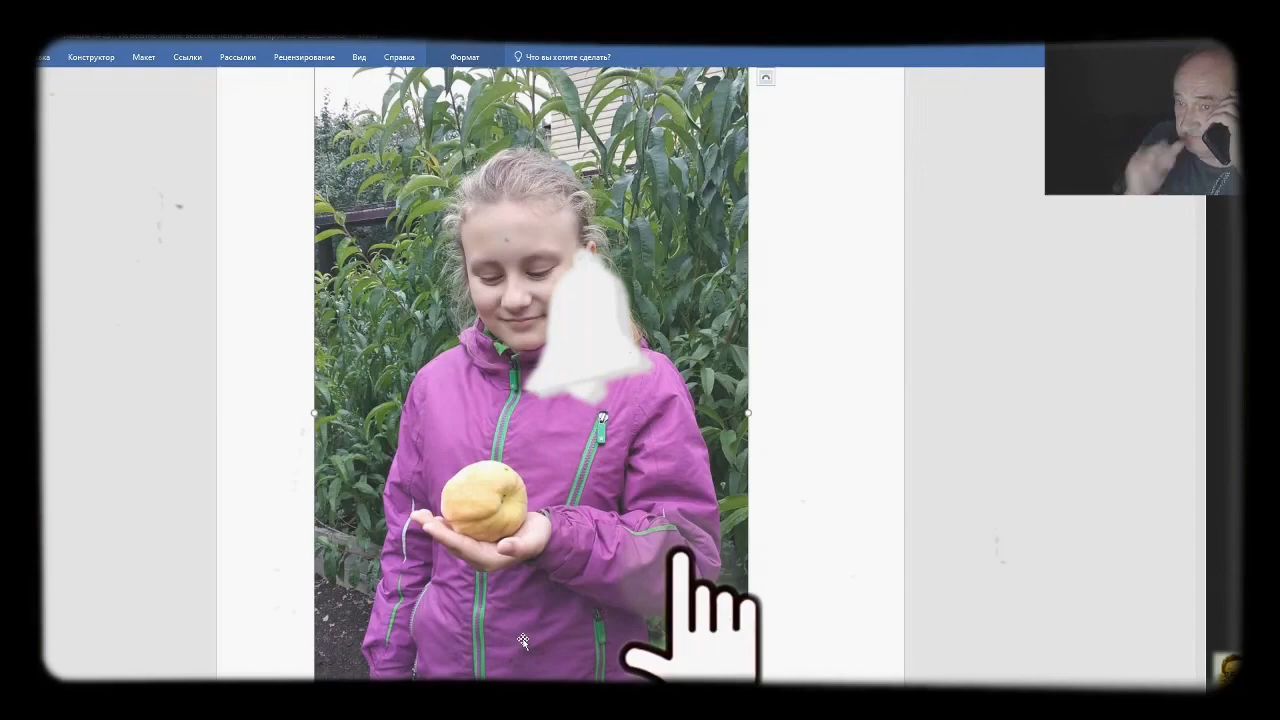 Конструктор Макет Ссылки Рассылки Рецензирование Вид Справка Формат Что вы хотите сделать?